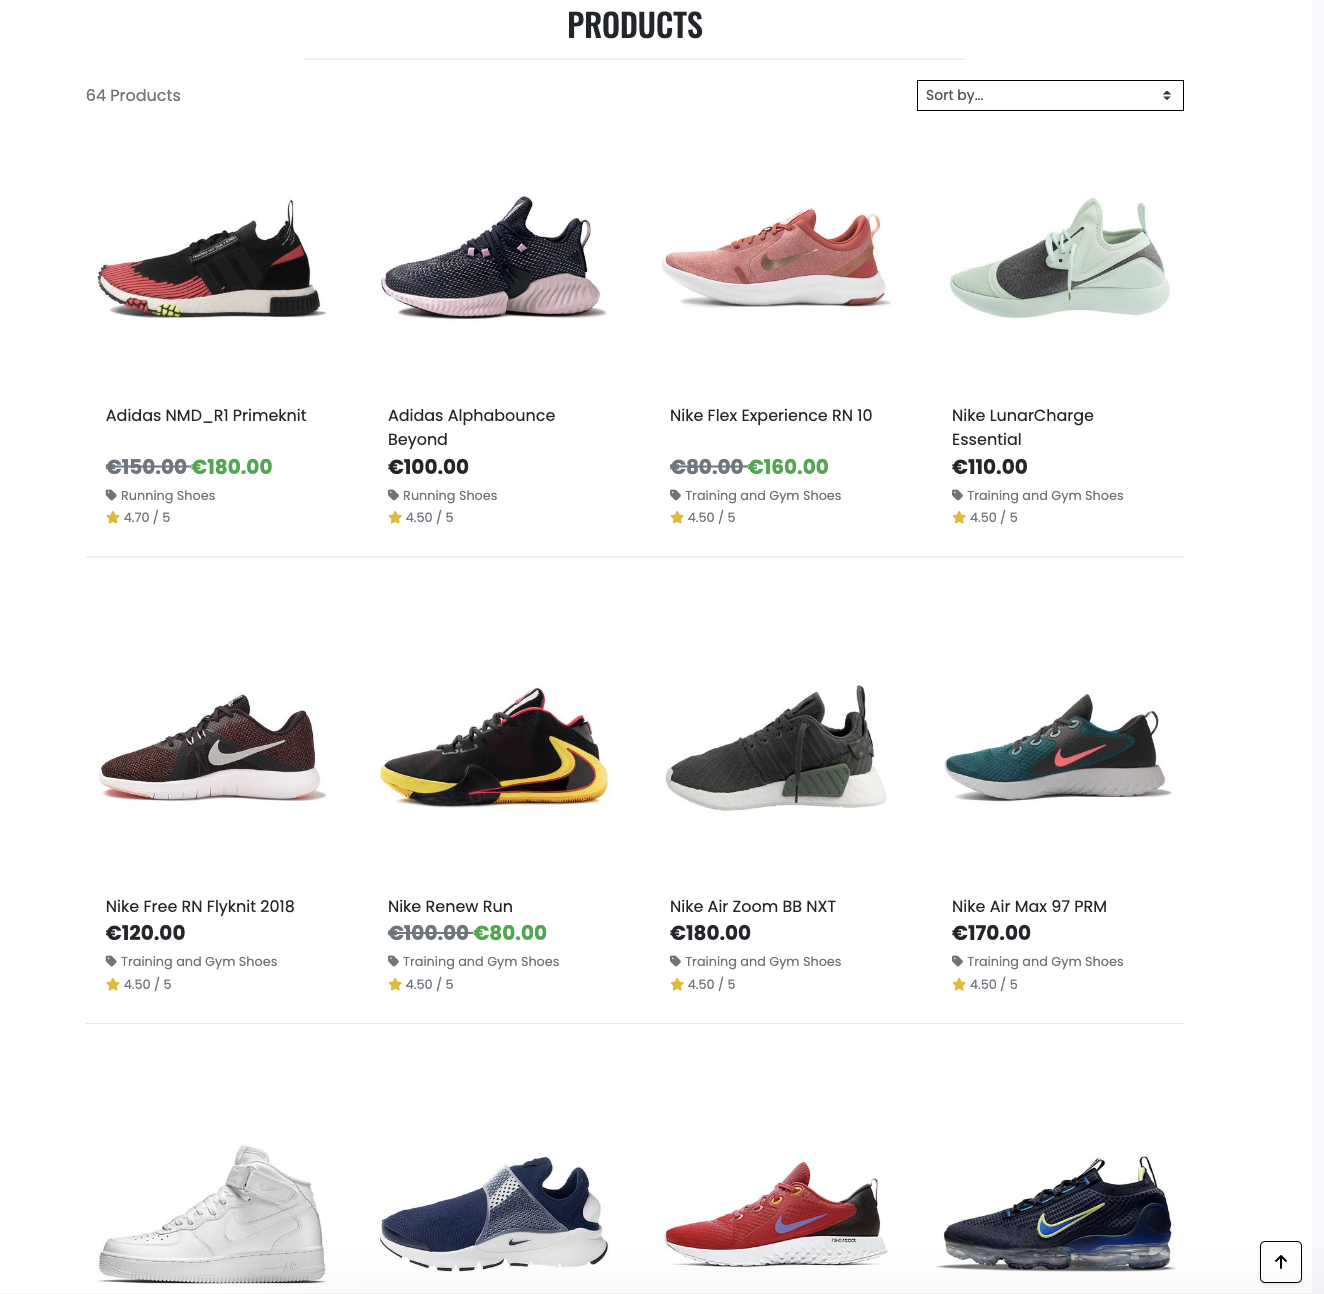 PRODUCTS
64 Products
Sort by...
Adidas NMD_R1 Primeknit
€150.00 €180.00
Running Shoes
4.70 / 5
Adidas Alphabounce
Beyond
€100.00
Running Shoes
4.50 / 5
Nike Flex Experience RN 10
€80.00 €160.00
Training and Gym Shoes
4.50 / 5
Nike LunarCharge
Essential
€110.00
Training and Gym Shoes
4.50 / 5
Nike Free RN Flyknit 2018
€120.00
Training and Gym Shoes
4.50 / 5
Nike Renew Run
€100.00 €80.00
Training and Gym Shoes
4.50 / 5
Nike Air Zoom BB NXT
€180.00
Training and Gym Shoes
4.50 / 5
Nike Air Max 97 PRM
€170.00
Training and Gym Shoes
4.50 / 5
AIR